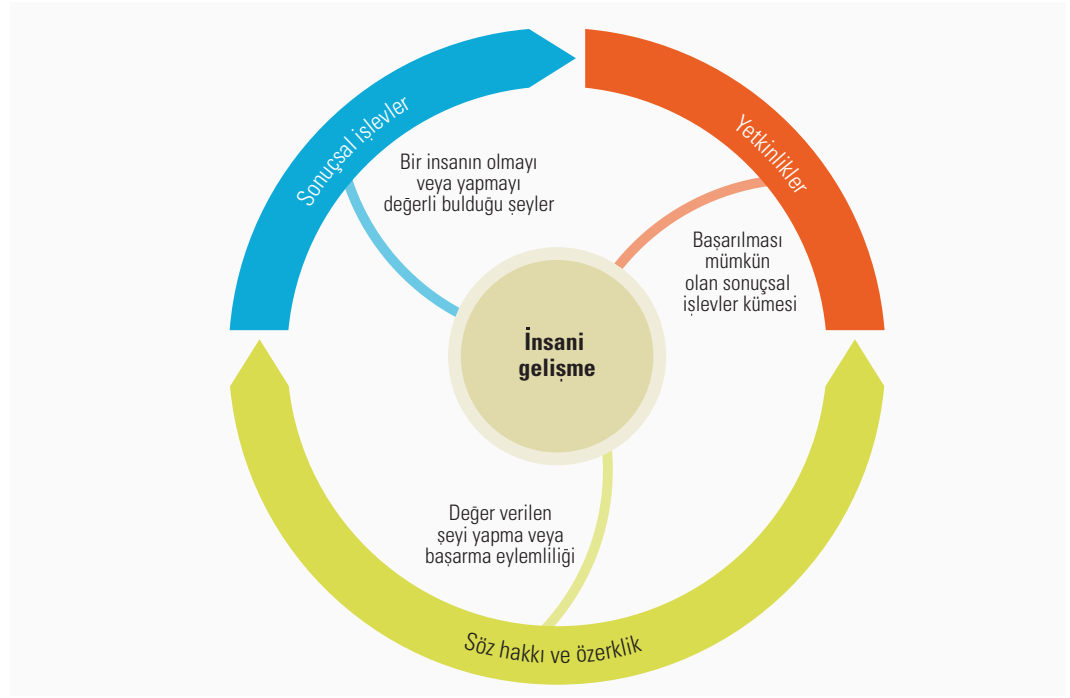 Sonuçsal işlevler
Bir insanın olmayı
veya yapmayı
değerli bulduğu şeyler
Yetkinlikler
Başarılması
mümkün
olan sonuçsal
işlevler kümesi
İnsani
gelişme
Değer verilen
şeyi yapma veya
başarma eylemliliği
Söz hakkı ve özerklik